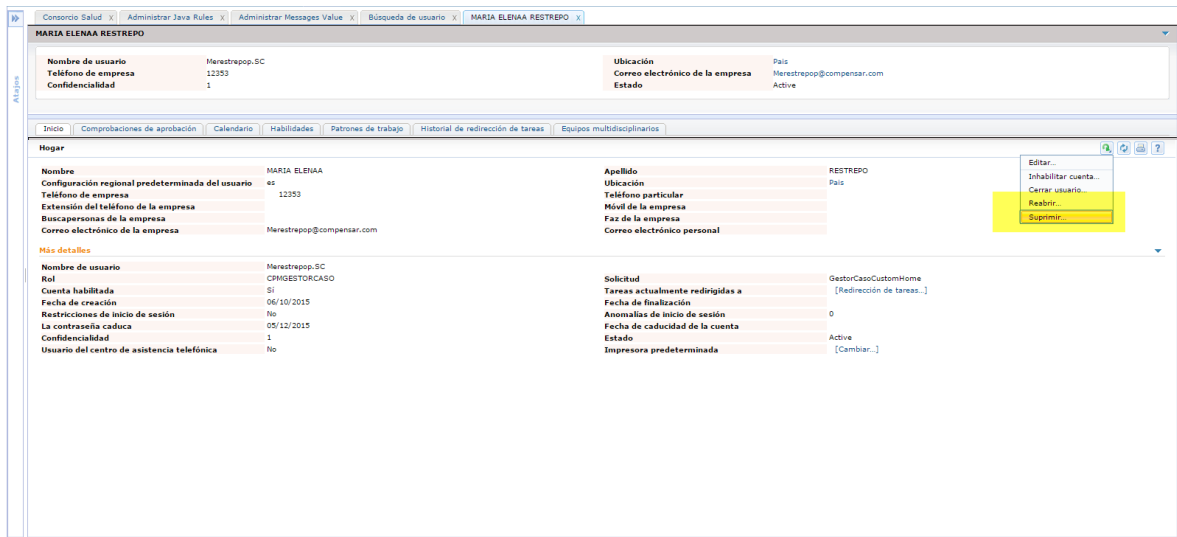 Consorcio Salud X Administrar Java Rules X Administrar Messages Value X Búsqueda de usuario X MARIA ELENAA RESTREPO X
MARIA ELENAA RESTREPO
Atajos
Nombre de usuario Merestrepop.SC Ubicación Pais
Teléfono de empresa 12353 Correo electrónico de la empresa Merestrepop@compensar.com
Confidencialidad 1 Estado Active
Inicio Comprobaciones de aprobación Calendario Habilidades Patrones de trabajo Historial de redirección de tareas Equipos multidisciplinarios
Hogar ?
Editar...
Inhabilitar cuenta...
Cerrar usuario...
Reabrir...
Suprimir...
Nombre MARIA ELENAA Apellido RESTREPO
Configuración regional predeterminada del usuario es Ubicación Pais
Teléfono de empresa 12353 Teléfono particular
Extensión del teléfono de la empresa Móvil de la empresa
Buscapersonas de la empresa Faz de la empresa
Correo electrónico de la empresa Merestrepop@compensar.com Correo electrónico personal
Más detalles
Nombre de usuario Merestrepop.SC
Rol CPMGESTORCASO Solicitud GestorCasoCustomHome
Cuenta habilitada Sí Tareas actualmente redirigidas a [Redirección de tareas...]
Fecha de creación 06/10/2015 Fecha de finalización
Restricciones de inicio de sesión No Anomalías de inicio de sesión 0
La contraseña caduca 05/12/2015 Fecha de caducidad de la cuenta
Confidencialidad 1 Estado Active
Usuario del centro de asistencia telefónica No Impresora predeterminada [Cambiar...]